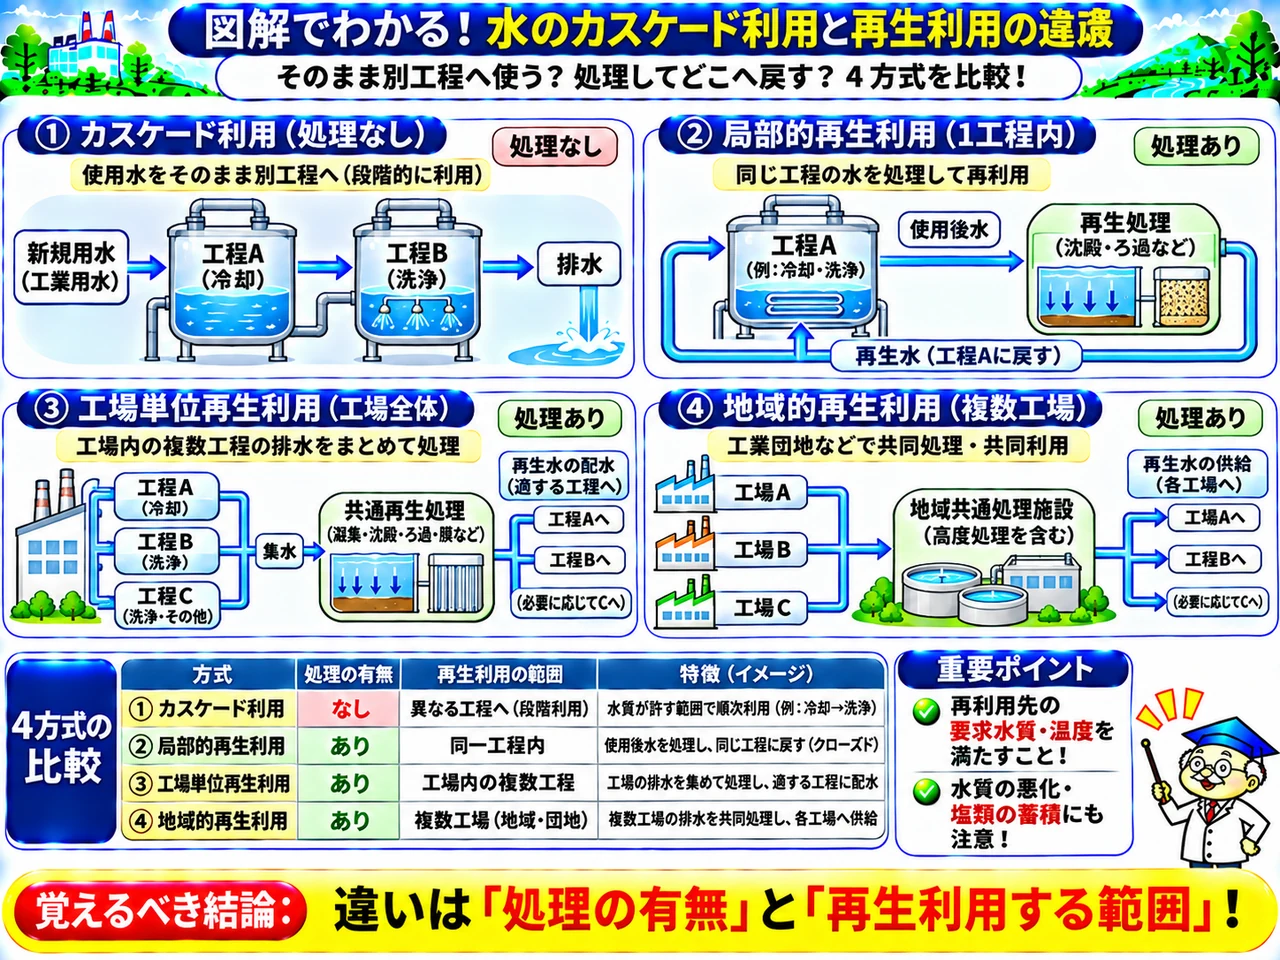 図解でわかる！水のカスケード利用と再生利用の違
そのまま別工程へ使う？処理してどこへ戻す？４方式を比較！
① カスケード利用（処理なし）
処理なし
使用水をそのまま別工程へ（段階的に利用）
新規用水
（工業用水）
工程A
（冷却）
工程B
（洗浄）
排水
② 局部的再生利用（1工程内）
処理あり
同じ工程の水を処理して再利用
工程A
（例：冷却・洗浄）
使用後水
再生処理
（沈殿・ろ過など）
再生水（工程Aに戻す）
③ 工場単位再生利用（工場全体）
処理あり
工場内の複数工程の排水をまとめて処理
工程A
（冷却）
工程B
（洗浄）
工程C
（洗浄・その他）
集水
共通再生処理
（凝集・沈殿・ろ過・膜など）
再生水の配水
（適する工程へ）
工程Aへ
工程Bへ
（必要に応じてCへ）
④ 地域的再生利用（複数工場）
処理あり
工業団地などで共同処理・共同利用
工場A
工場B
工場C
地域共通処理施設
（高度処理を含む）
再生水の供給
（各工場へ）
工場Aへ
工程Bへ
（必要に応じてCへ）
4方式の
比較
方式 処理の有無 再生利用の範囲 特徴（イメージ）
① カスケード利用 なし 異なる工程へ（段階利用） 水質が許す範囲で順次利用（例：冷却→洗浄）
② 局部的再生利用 あり 同一工程内 使用後水を処理し、同じ工程に戻す（クローズド）
③ 工場単位再生利用 あり 工場内の複数工程 工場の排水を集めて処理し、適する工程に配水
④ 地域的再生利用 あり 複数工場（地域・団地） 複数工場の排水を共同処理し、各工場へ供給
重要ポイント
再利用先の
要求水質・温度を
満たすこと！
水質の悪化・
塩類の蓄積にも
注意！
覚えるべき結論：
違いは「処理の有無」と「再生利用する範囲」！